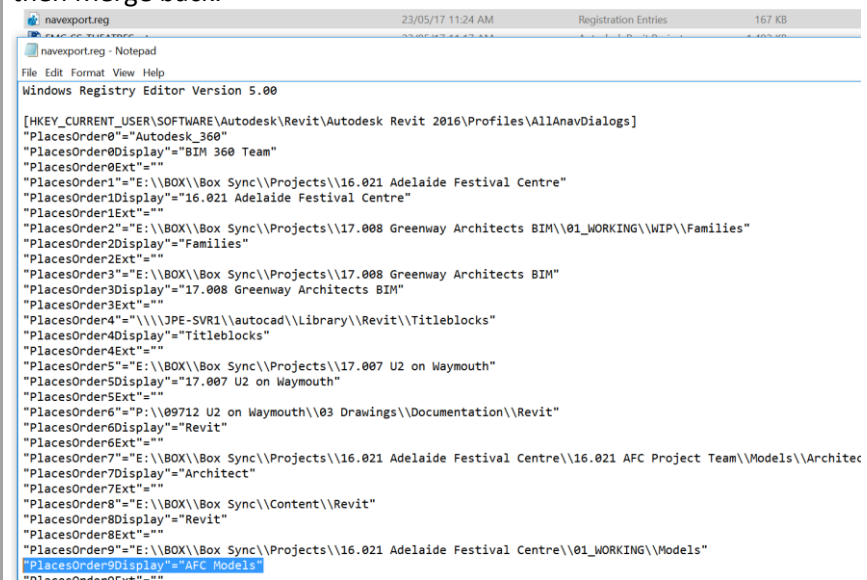 then merge back.
navexport.reg 23/05/17 11:24 AM Registration Entries 167 KB
navexport.reg - Notepad
File Edit Format View Help
Windows Registry Editor Version 5.00
[HKEY_CURRENT_USER\SOFTWARE\Autodesk\Revit\Autodesk Revit 2016\Profiles\AllAnavDialogs]
"PlacesOrder0"="Autodesk_360"
"PlacesOrder0Display"="BIM 360 Team"
"PlacesOrder0Ext"=""
"PlacesOrder1"="E:\\BOX\\Box Sync\\Projects\\16.021 Adelaide Festival Centre"
"PlacesOrder1Display"="16.021 Adelaide Festival Centre"
"PlacesOrder1Ext"=""
"PlacesOrder2"="E:\\BOX\\Box Sync\\Projects\\17.008 Greenway Architects BIM\\01_WORKING\\WIP\\Families"
"PlacesOrder2Display"="Families"
"PlacesOrder2Ext"=""
"PlacesOrder3"="E:\\BOX\\Box Sync\\Projects\\17.008 Greenway Architects BIM"
"PlacesOrder3Display"="17.008 Greenway Architects BIM"
"PlacesOrder3Ext"=""
"PlacesOrder4"="\\\\JPE-SVR1\\autocad\\Library\\Revit\\Titleblocks"
"PlacesOrder4Display"="Titleblocks"
"PlacesOrder4Ext"=""
"PlacesOrder5"="E:\\BOX\\Box Sync\\Projects\\17.007 U2 on Waymouth"
"PlacesOrder5Display"="17.007 U2 on Waymouth"
"PlacesOrder5Ext"=""
"PlacesOrder6"="P:\\09712 U2 on Waymouth\\03 Drawings\\Documentation\\Revit"
"PlacesOrder6Display"="Revit"
"PlacesOrder6Ext"=""
"PlacesOrder7"="E:\\BOX\\Box Sync\\Projects\\16.021 Adelaide Festival Centre\\16.021 AFC Project Team\\Models\\Architec
"PlacesOrder7Display"="Architect"
"PlacesOrder7Ext"=""
"PlacesOrder8"="E:\\BOX\\Box Sync\\Content\\Revit"
"PlacesOrder8Display"="Revit"
"PlacesOrder8Ext"=""
"PlacesOrder9"="E:\\BOX\\Box Sync\\Projects\\16.021 Adelaide Festival Centre\\01_WORKING\\Models"
"PlacesOrder9Display"="AFC Models"
"PlacesOrder9Ext"=""